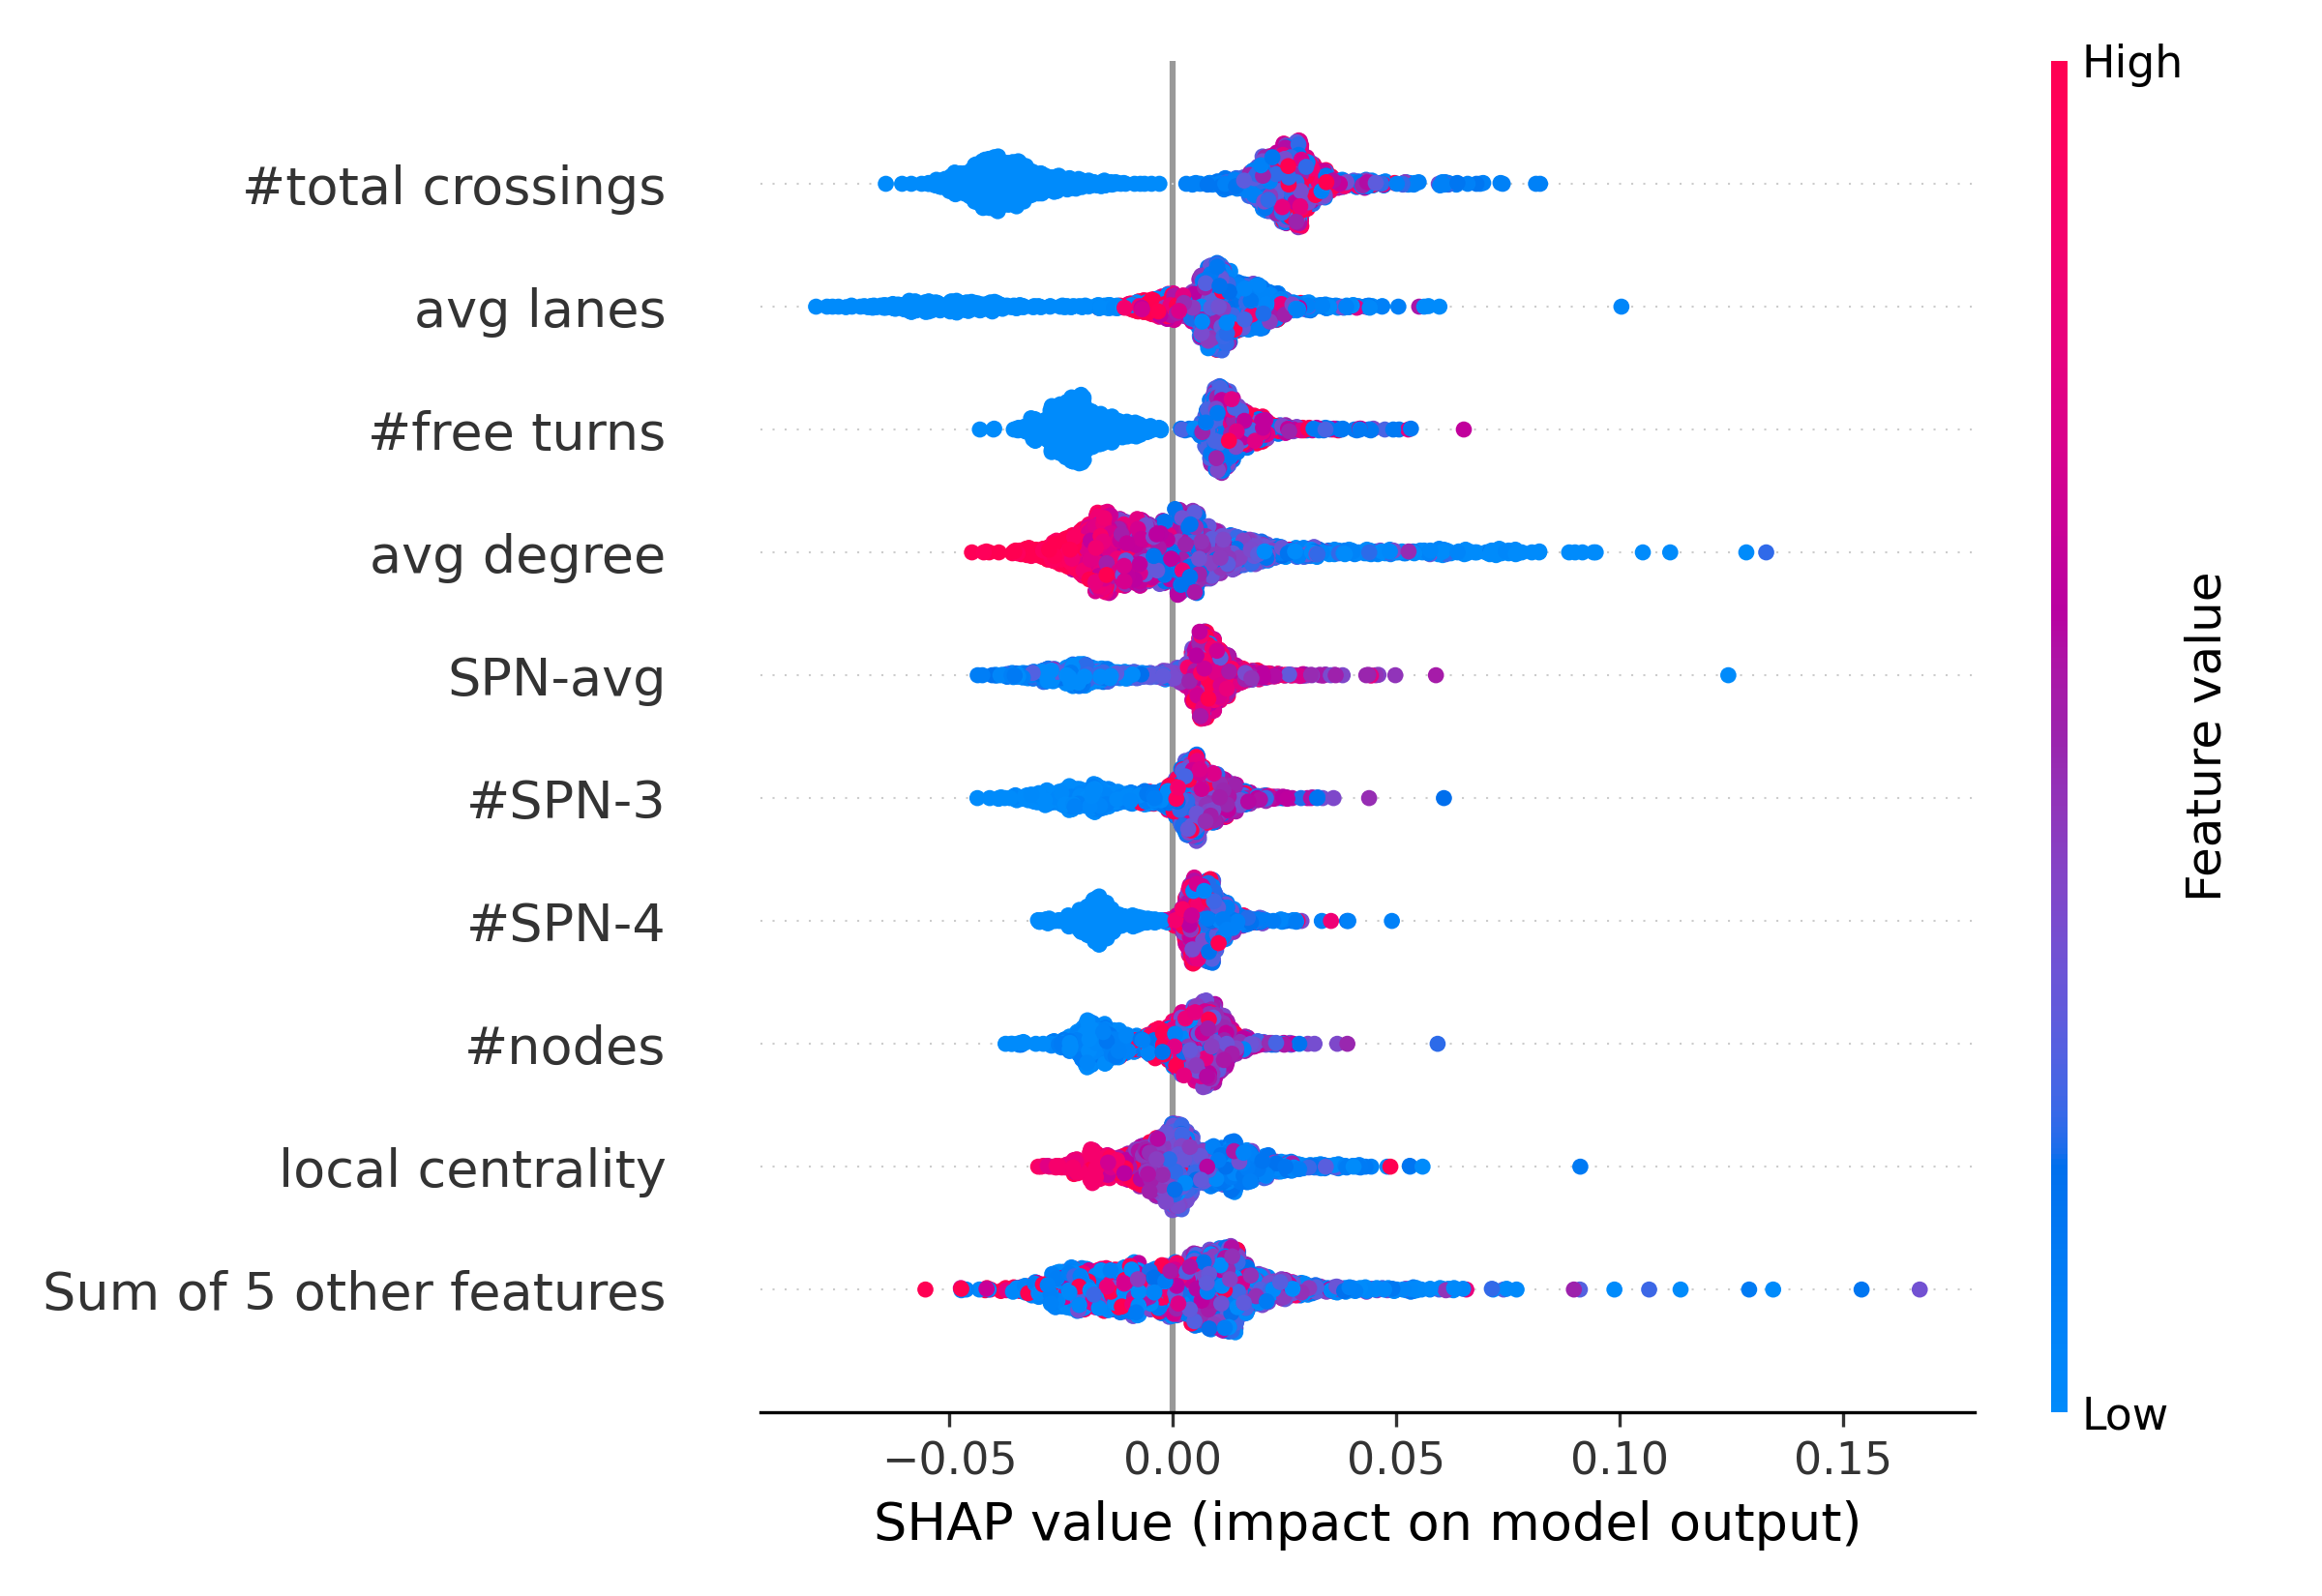 High
#total crossings
avg lanes
#free turns
avg degree
SPN-avg
#SPN-3
#SPN-4
#nodes
local centrality
Sum of 5 other features
Feature value
Low
−0.05 0.00 0.05 0.10 0.15
SHAP value (impact on model output)